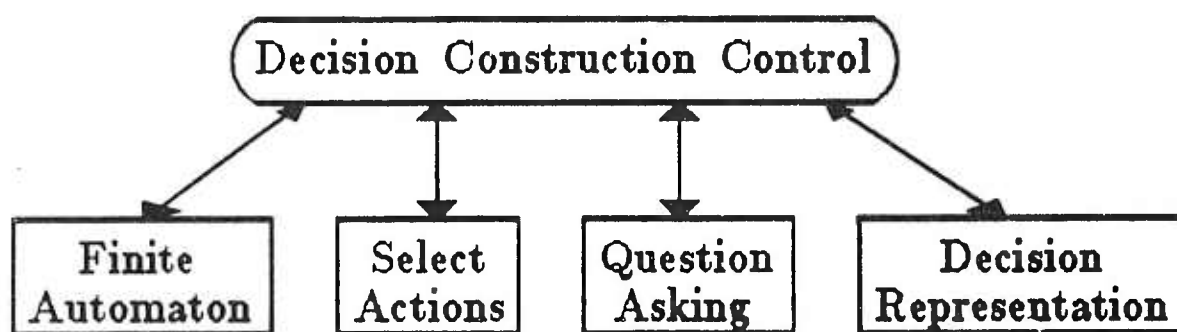 Decision Construction Control
Finite
Automaton
Select
Actions
Question
Asking
Decision
Representation